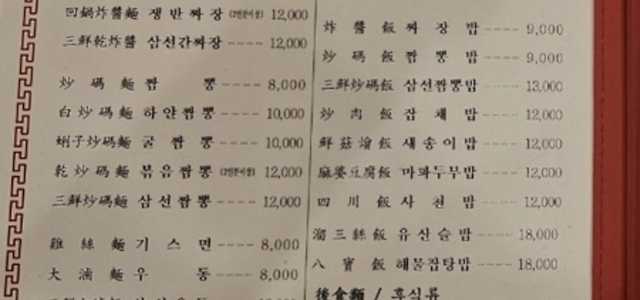 回鍋炸醬麵 쟁반짜장 (2인분이상) 12,000
三鮮乾炸醬 삼선간짜장 ---- 12,000
炒碼麵 짬 뽕 ---- 8,000
白炒碼麵 하얀짬뽕 ---- 10,000
蜊子炒碼麵 굴 짬 뽕 ---- 10,000
乾炒碼麵 볶음짬뽕 (2인분이상) 12,000
三鮮炒碼麵 삼선짬뽕 ---- 12,000
雞絲麵 기스면 ---- 8,000
大滷麵 우 동 ---- 8,000
炸醬飯 짜장밥 ---- 9,000
炒碼飯 짬뽕밥 ---- 9,000
三鮮炒碼飯 삼선짬뽕밥 ---- 13,000
炒肉飯 잡채밥 ---- 12,000
鮮菇燴飯 새송이밥 ---- 12,000
麻婆豆腐飯 마파두부밥 ---- 12,000
四川飯 사천밥 ---- 12,000
溜三絲飯 유산슬밥 ---- 18,000
八寶飯 해물잡탕밥 ---- 18,000
後食類 / 후식류